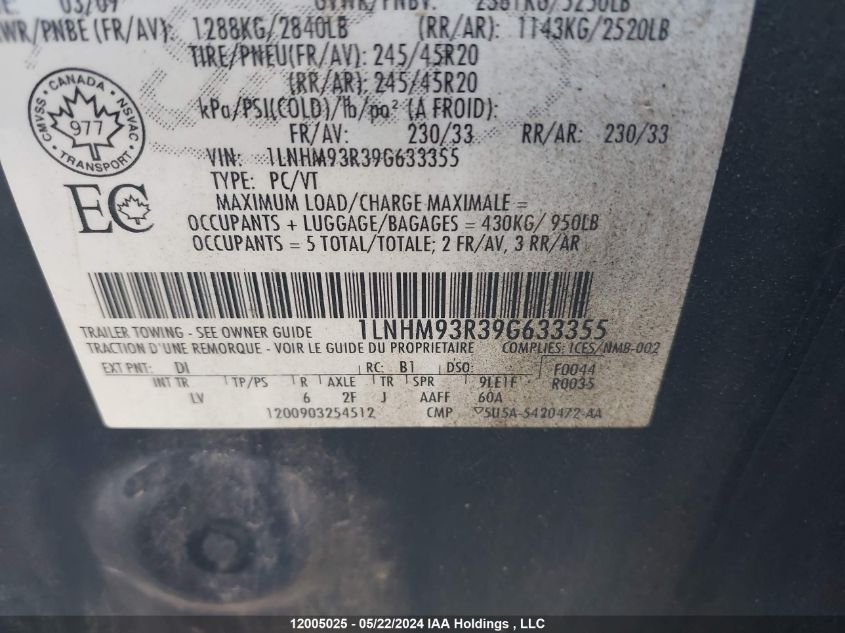 03/09
GVWR/PNBV: 2381KG/5250LB
WR/PNBE (FR/AV): 1288KG/2840LB (RR/AR): 1143KG/2520LB
TIRE/PNEU(FR/AV): 245/45R20
(RR/AR): 245/45R20
kPa/PSI(COLD)/lb/po² (A FROID):
FR/AV: 230/33 RR/AR: 230/33
CANADA
CMVSS NSVAC
977
TRANSPORT
VIN: 1LNHM93R39G633355
TYPE: PC/VT
EC
MAXIMUM LOAD/CHARGE MAXIMALE =
OCCUPANTS + LUGGAGE/BAGAGES = 430KG/ 950LB
OCCUPANTS = 5 TOTAL/TOTALE; 2 FR/AV, 3 RR/AR
TRAILER TOWING - SEE OWNER GUIDE 1LNHM93R39G633355
TRACTION D'UNE REMORQUE - VOIR LE GUIDE DU PROPRIETAIRE COMPLIES: ICES/NMB-002
EXT PNT: DI RC: B1 DSO: F0044
INT TR TP/PS R AXLE TR SPR 9LE1F R0035
LV 6 2F J AAFF 60A
1200903254512 CMP ▽5U5A-5420472-AA
12005025 - 05/22/2024 IAA Holdings , LLC